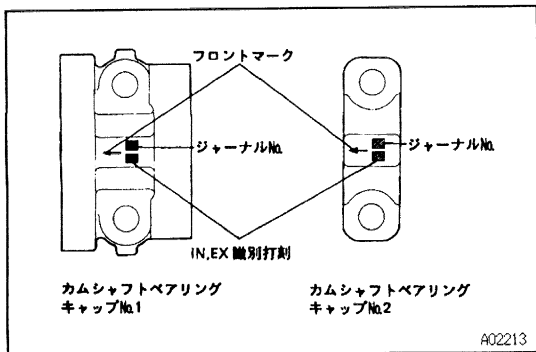 フロントマーク
ジャーナルNo.
ジャーナルNo.
IN,EX 識別打刻
カムシャフトベアリング
キャップNo.1
カムシャフトベアリング
キャップNo.2
A02213